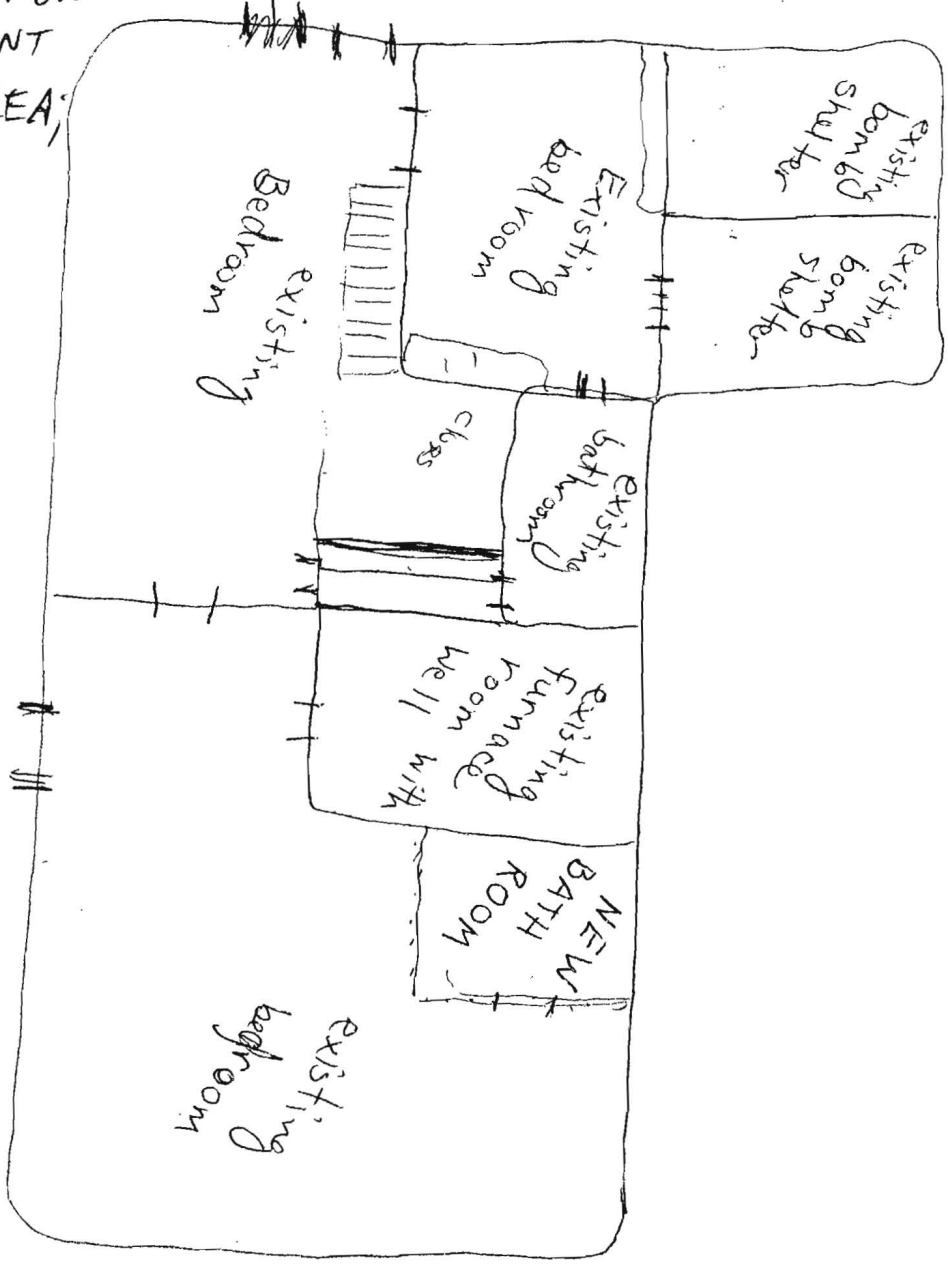 NT
EA;
existing
bomb
shelter
existing
bomb
shelter
Existing
bedroom
existing
Bedroom
existing
bathroom
existing
furnace
room with
well
NEW
BATH
ROOM
existing
bedroom